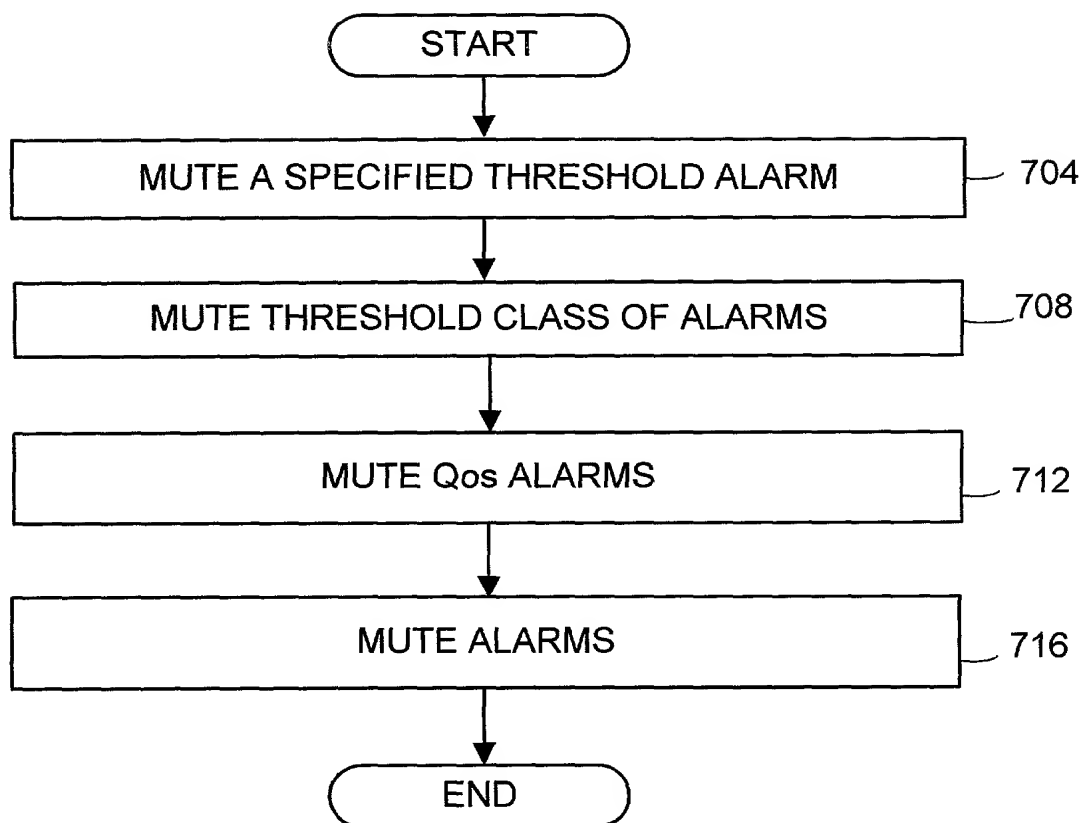 START
MUTE A SPECIFIED THRESHOLD ALARM 704
MUTE THRESHOLD CLASS OF ALARMS 708
MUTE Qos ALARMS 712
MUTE ALARMS 716
END